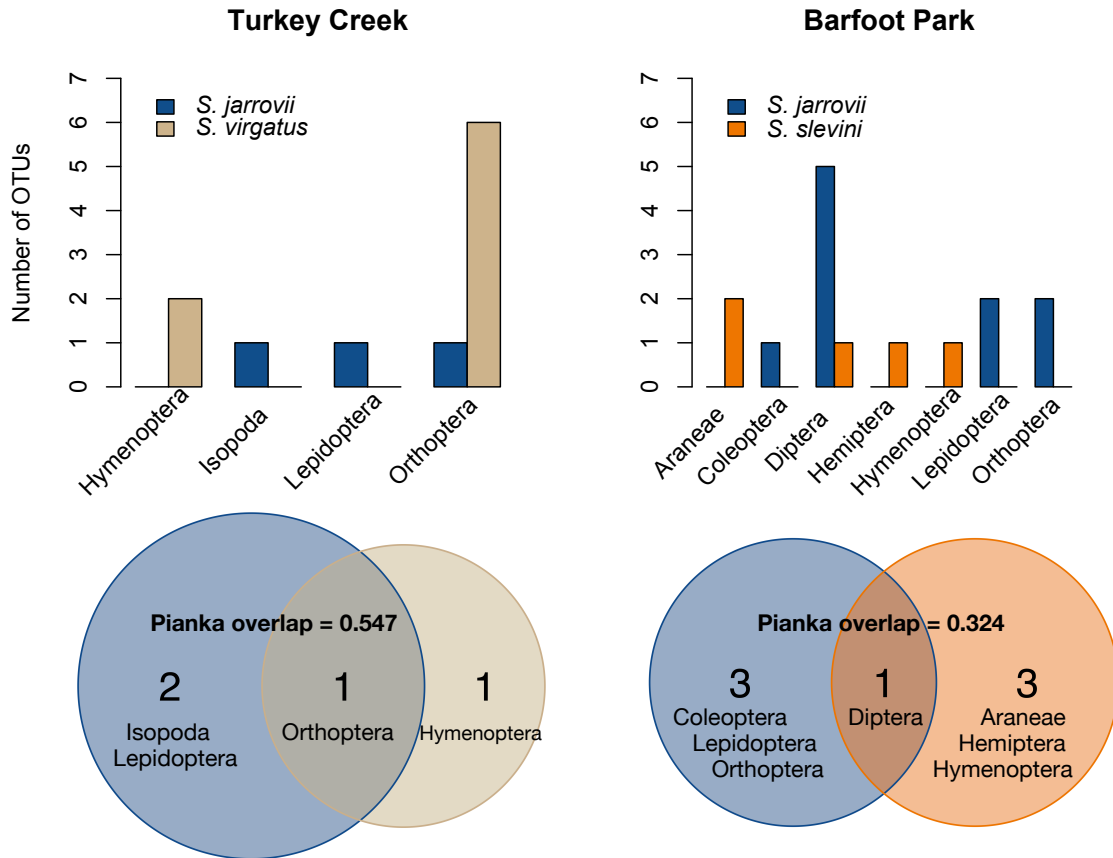 Turkey Creek
Number of OTUs
7
6
5
4
3
2
1
0
S. jarrovii
S. virgatus
Hymenoptera
Isopoda
Lepidoptera
Orthoptera
Pianka overlap = 0.547
2
Isopoda
Lepidoptera
1
Orthoptera
1
Hymenoptera
Barfoot Park
7
6
5
4
3
2
1
0
S. jarrovii
S. slevini
Araneae
Coleoptera
Diptera
Hemiptera
Hymenoptera
Lepidoptera
Orthoptera
Pianka overlap = 0.324
3
Coleoptera
Lepidoptera
Orthoptera
1
Diptera
3
Araneae
Hemiptera
Hymenoptera